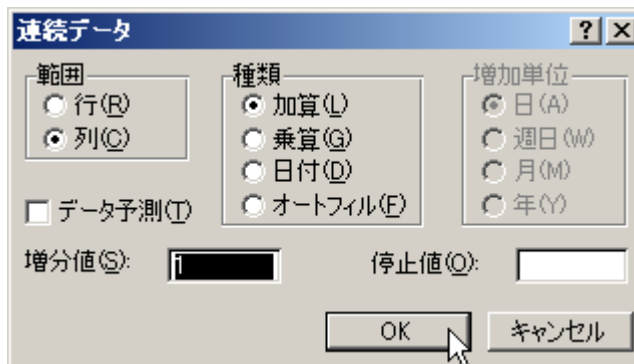 連続データ
範囲 種類 増加単位
行(R) 加算(L) 日(A)
列(C) 乗算(G) 週日(W)
日付(D) 月(M)
データ予測(T) オートフィル(F) 年(Y)
増分値(S): 停止値(O):
OK キャンセル